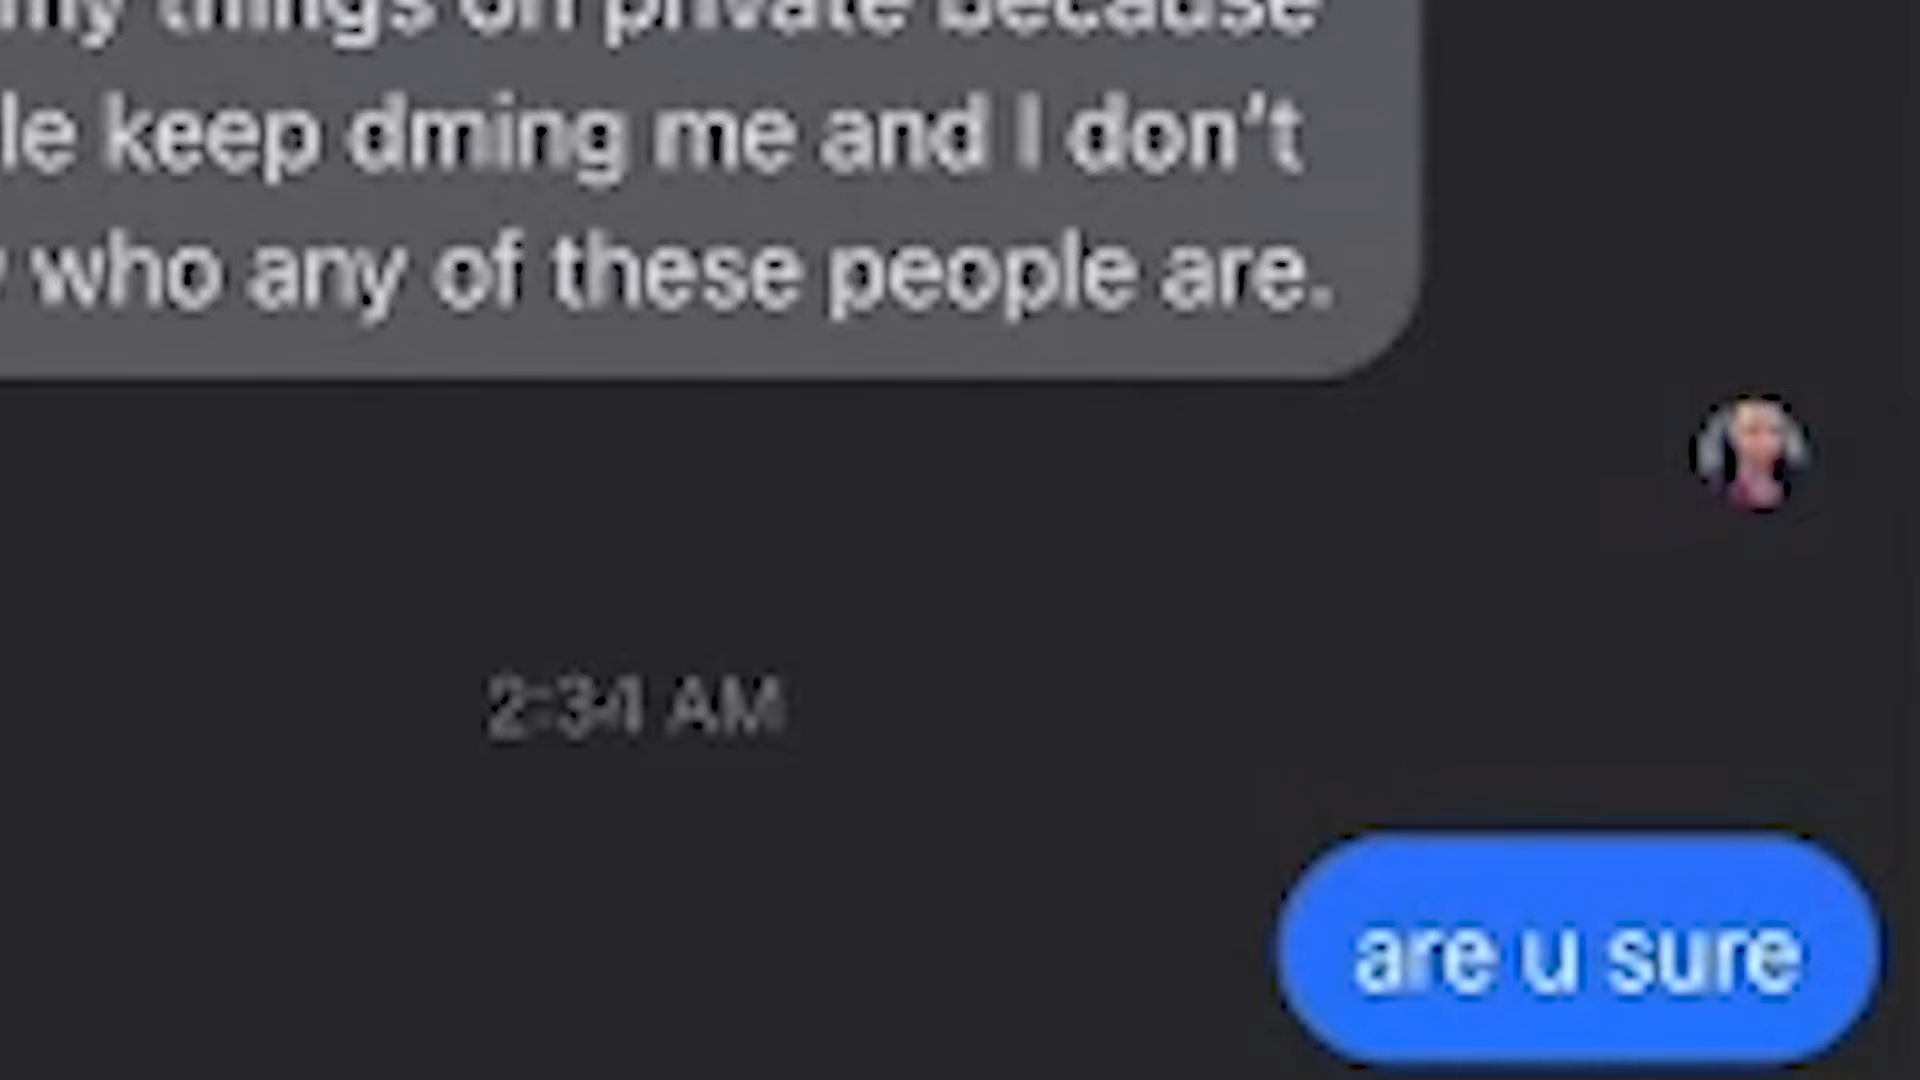 my things on private because
le keep dming me and I don't
who any of these people are.
2:34 AM
are u sure